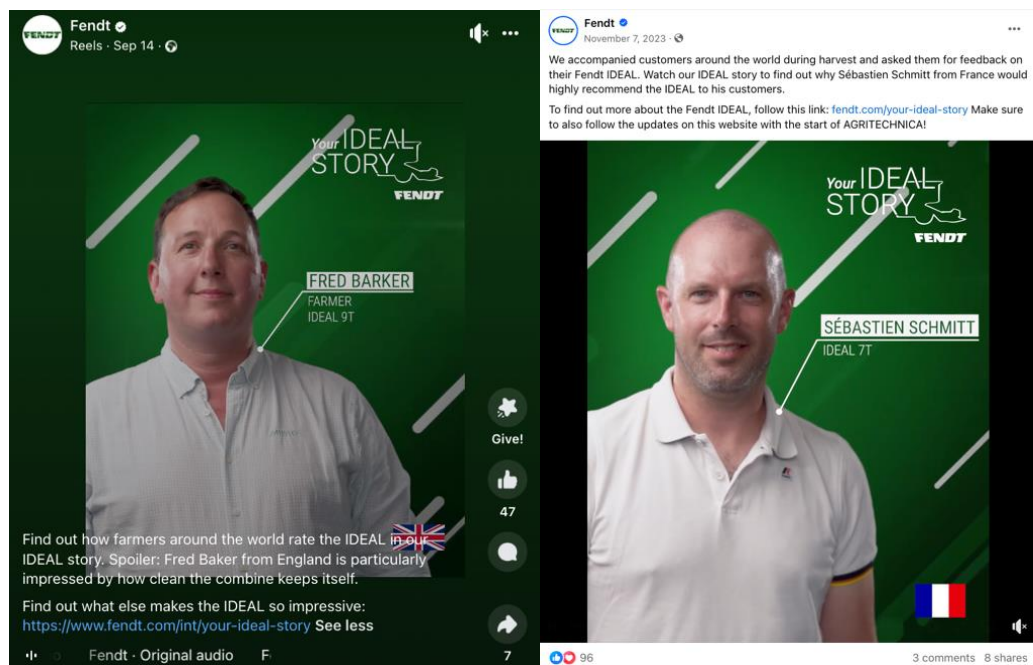 FENDT
Fendt
Reels · Sep 14 ·
Your IDEAL
STORY
FENDT
FRED BARKER
FARMER
IDEAL 9T
Give!
47
Find out how farmers around the world rate the IDEAL in our
IDEAL story. Spoiler: Fred Baker from England is particularly
impressed by how clean the combine keeps itself.
Find out what else makes the IDEAL so impressive:
https://www.fendt.com/int/your-ideal-story See less
Fendt · Original audio F
7
FENDT
Fendt
November 7, 2023 ·
We accompanied customers around the world during harvest and asked them for feedback on
their Fendt IDEAL. Watch our IDEAL story to find out why Sébastien Schmitt from France would
highly recommend the IDEAL to his customers.
To find out more about the Fendt IDEAL, follow this link: fendt.com/your-ideal-story Make sure
to also follow the updates on this website with the start of AGRITECHNICA!
Your IDEAL
STORY
FENDT
SÉBASTIEN SCHMITT
IDEAL 7T
96
3 comments 8 shares